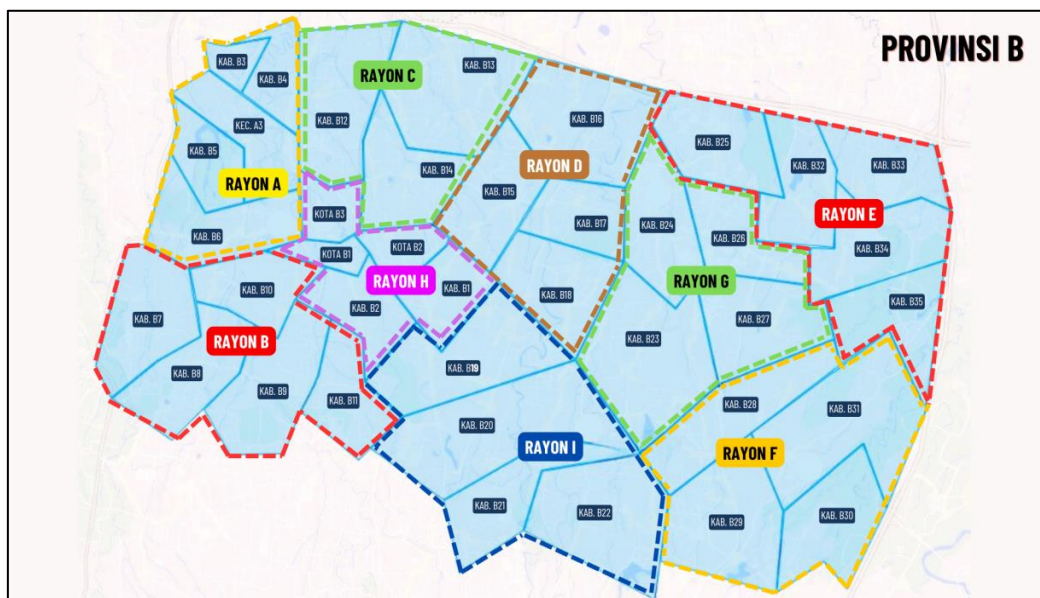 PROVINSI B
KAB. B3
KAB. B4
KEC. A3
KAB. B5
RAYON A
KAB. B6
RAYON C
KAB. B13
KAB. B12
KAB. B14
KAB. B16
RAYON D
KAB. B15
KAB. B17
KAB. B18
KAB. B25
KAB. B32
KAB. B33
RAYON E
KAB. B34
KAB. B35
KAB. B24
KAB. B26
RAYON G
KAB. B27
KAB. B23
KOTA B3
KOTA B1
KOTA B2
RAYON H
KAB. B1
KAB. B2
KAB. B10
KAB. B7
RAYON B
KAB. B8
KAB. B9
KAB. B11
KAB. B19
KAB. B20
RAYON I
KAB. B21
KAB. B22
KAB. B28
KAB. B31
RAYON F
KAB. B29
KAB. B30